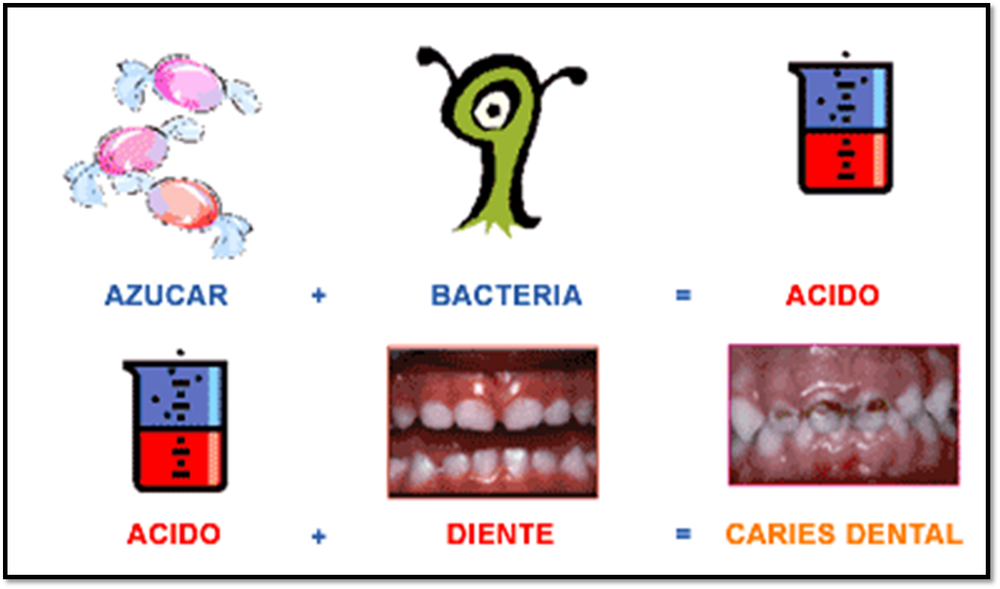 AZUCAR + BACTERIA = ACIDO
ACIDO + DIENTE = CARIES DENTAL